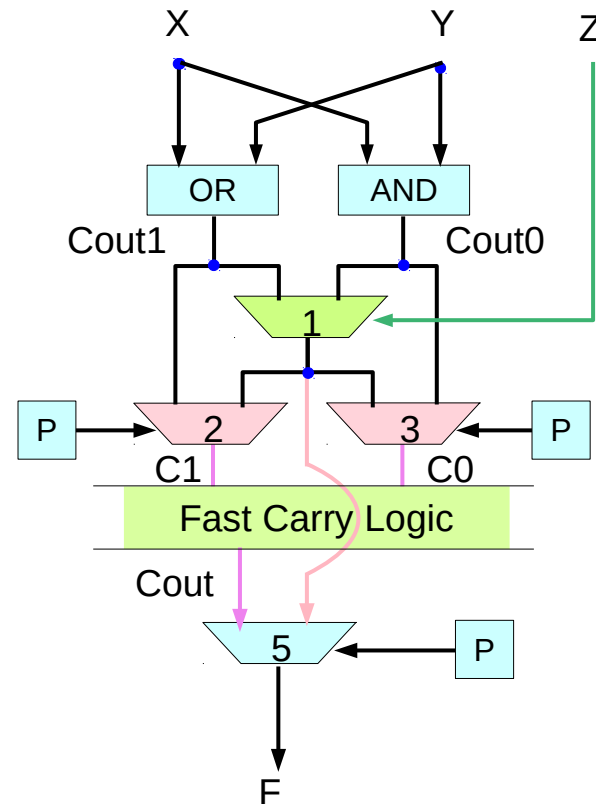 X Y Z
OR AND
Cout1 Cout0
1
P 2 3 P
C1 C0
Fast Carry Logic
Cout
5 P
F